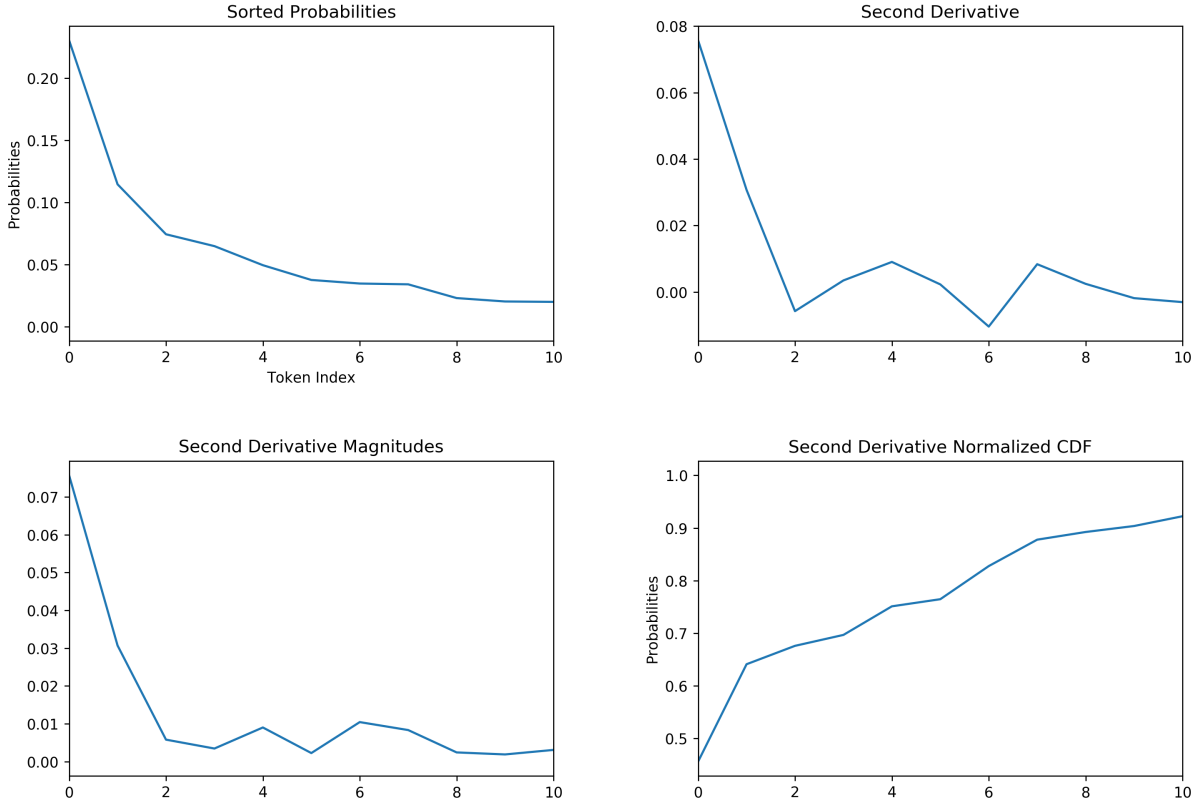 Sorted Probabilities
Probabilities
0.20
0.15
0.10
0.05
0.00
0 2 4 6 8 10
Token Index
Second Derivative
0.08
0.06
0.04
0.02
0.00
0 2 4 6 8 10
Second Derivative Magnitudes
0.07
0.06
0.05
0.04
0.03
0.02
0.01
0.00
0 2 4 6 8 10
Second Derivative Normalized CDF
Probabilities
1.0
0.9
0.8
0.7
0.6
0.5
0 2 4 6 8 10